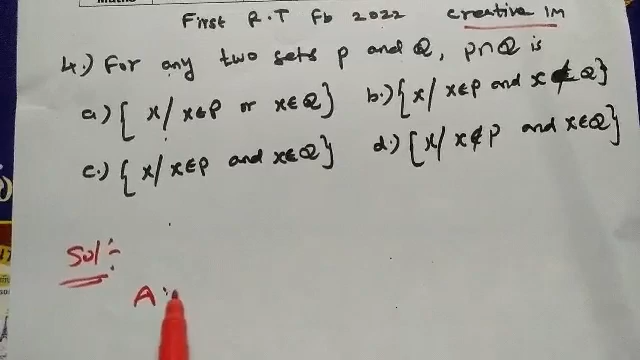 First R.T Fb 2022 Creative 1M
4.) For any two sets P and Q, P∩Q is
a.) { x/ x∈P or x∈Q} b.) { x/ x∈P and x∉Q}
c.) { x/ x∈P and x∈Q} d.) { x/ x∉P and x∈Q}
Sol:-
A: